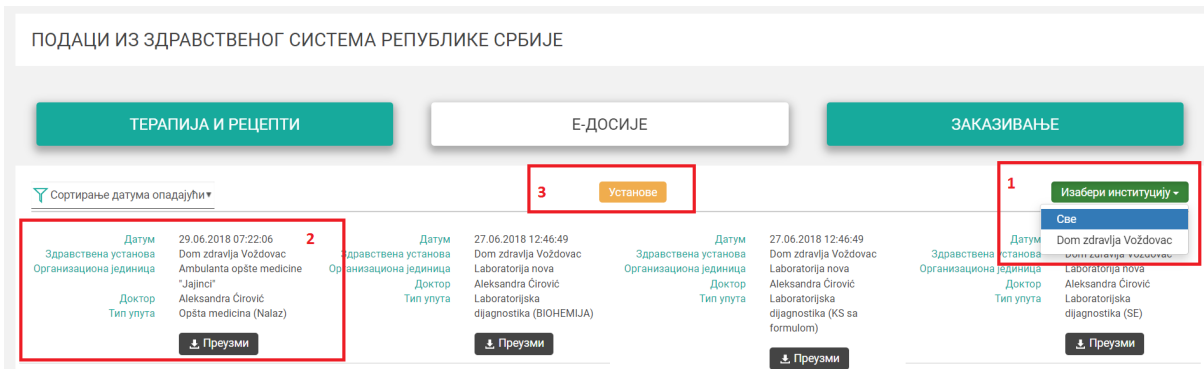 ПОДАЦИ ИЗ ЗДРАВСТВЕНОГ СИСТЕМА РЕПУБЛИКЕ СРБИЈЕ
ТЕРАПИЈА И РЕЦЕПТИ
Е-ДОСИЈЕ
ЗАКАЗИВАЊЕ
Сортирање датума опадајући▾
3
Установе
1
Изабери институцију
Све
Dom zdravlja Voždovac
2
Датум 29.06.2018 07:22:06
Здравствена установа Dom zdravlja Voždovac
Организациона јединица Ambulanta opšte medicine
"Jajinci"
Доктор Aleksandra Ćirović
Тип упута Opšta medicina (Nalaz)
Преузми
Датум 27.06.2018 12:46:49
Здравствена установа Dom zdravlja Voždovac
Организациона јединица Laboratorija nova
Доктор Aleksandra Ćirović
Тип упута Laboratorijska
dijagnostika (BIOHEMIJA)
Преузми
Датум 27.06.2018 12:46:49
Здравствена установа Dom zdravlja Voždovac
Организациона јединица Laboratorija nova
Доктор Aleksandra Ćirović
Тип упута Laboratorijska
dijagnostika (KS sa
formulom)
Преузми
Датум
Здравствена установа Dom zdravlja Voždovac
Организациона јединица Laboratorija nova
Доктор Aleksandra Ćirović
Тип упута Laboratorijska
dijagnostika (SE)
Преузми